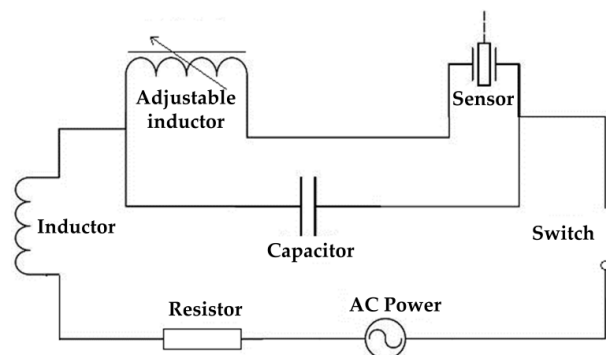 Adjustable
inductor
Sensor
Inductor
Capacitor
Switch
Resistor
AC Power